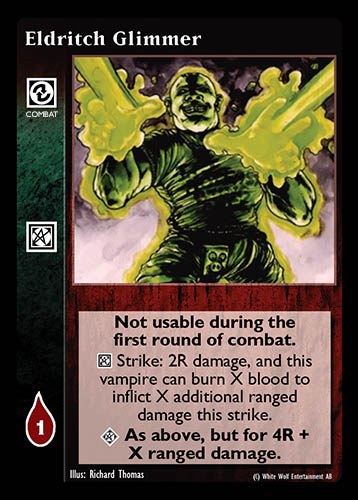 Eldritch Glimmer
COMBAT
Not usable during the
first round of combat.
Strike: 2R damage, and this
vampire can burn X blood to
inflict X additional ranged
damage this strike.
As above, but for 4R +
X ranged damage.
1
Illus: Richard Thomas
(C) White Wolf Entertainment AB